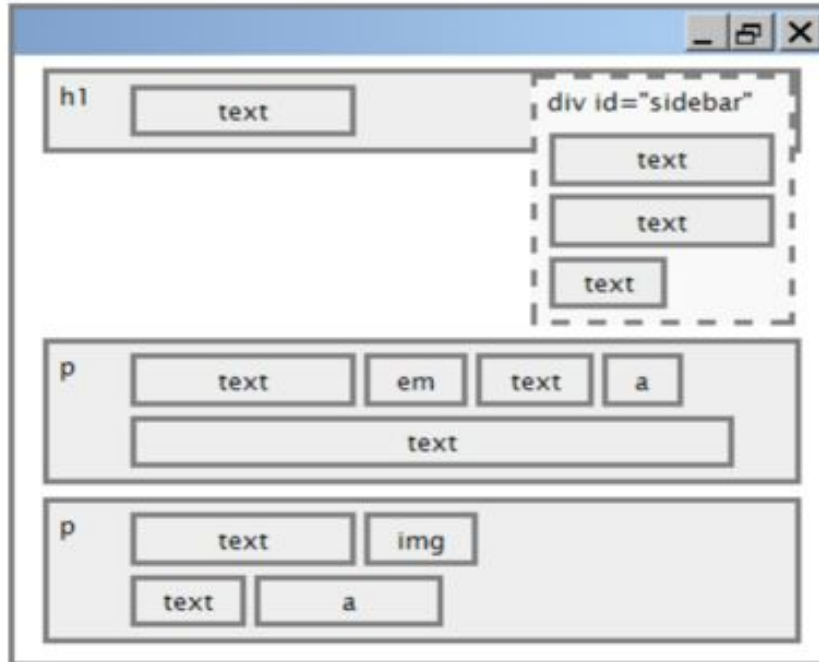 h1 text
div id="sidebar"
text
text
text
p text em text a
text
p text img
text a